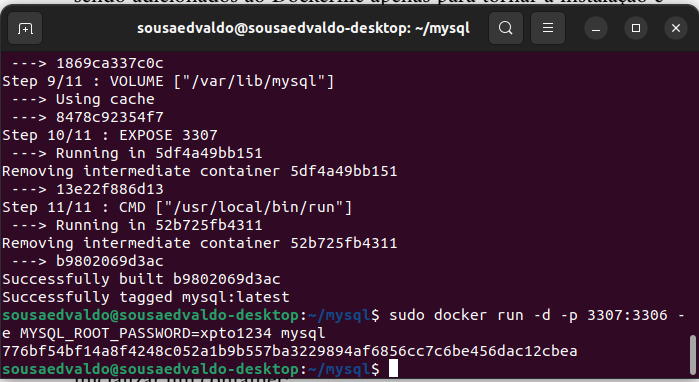 sendo adicionados ao Dockerfile apenas para tornar a instalação e
sousaedvaldo@sousaedvaldo-desktop: ~/mysql
---> 1869ca337c0c
Step 9/11 : VOLUME ["/var/lib/mysql"]
---> Using cache
---> 8478c92354f7
Step 10/11 : EXPOSE 3307
---> Running in 5df4a49bb151
Removing intermediate container 5df4a49bb151
---> 13e22f886d13
Step 11/11 : CMD ["/usr/local/bin/run"]
---> Running in 52b725fb4311
Removing intermediate container 52b725fb4311
---> b9802069d3ac
Successfully built b9802069d3ac
Successfully tagged mysql:latest
sousaedvaldo@sousaedvaldo-desktop:~/mysql$ sudo docker run -d -p 3307:3306 -
e MYSQL_ROOT_PASSWORD=xpto1234 mysql
776bf54bf14a8f4248c052a1b9b557ba3229894af6856cc7c6be456dac12cbea
sousaedvaldo@sousaedvaldo-desktop:~/mysql$
inicializar um container